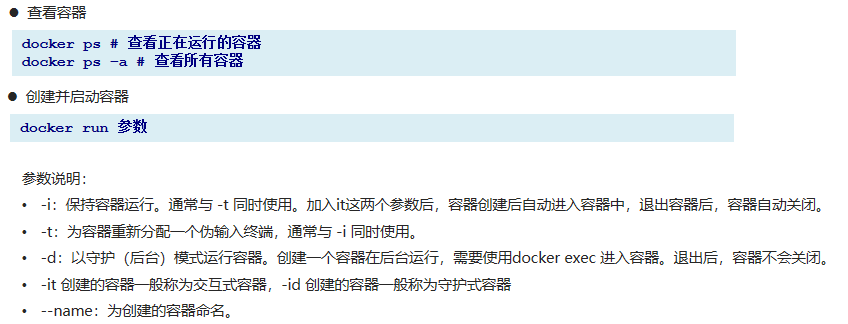 ● 查看容器
docker ps # 查看正在运行的容器
docker ps –a # 查看所有容器
● 创建并启动容器
docker run 参数
参数说明：
• -i：保持容器运行。通常与 -t 同时使用。加入it这两个参数后，容器创建后自动进入容器中，退出容器后，容器自动关闭。
• -t：为容器重新分配一个伪输入终端，通常与 -i 同时使用。
• -d：以守护（后台）模式运行容器。创建一个容器在后台运行，需要使用docker exec 进入容器。退出后，容器不会关闭。
• -it 创建的容器一般称为交互式容器，-id 创建的容器一般称为守护式容器
• --name：为创建的容器命名。